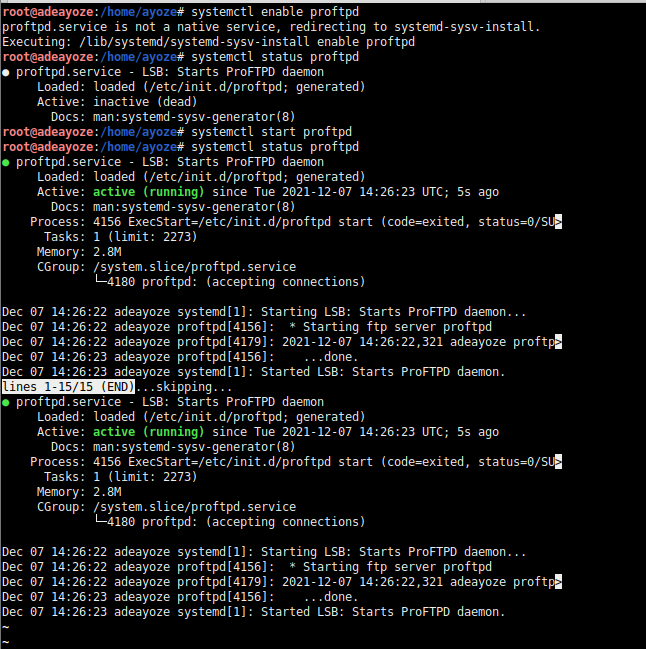 root@adeayoze:/home/ayoze# systemctl enable proftpd
proftpd.service is not a native service, redirecting to systemd-sysv-install.
Executing: /lib/systemd/systemd-sysv-install enable proftpd
root@adeayoze:/home/ayoze# systemctl status proftpd
● proftpd.service - LSB: Starts ProFTPD daemon
     Loaded: loaded (/etc/init.d/proftpd; generated)
     Active: inactive (dead)
       Docs: man:systemd-sysv-generator(8)
root@adeayoze:/home/ayoze# systemctl start proftpd
root@adeayoze:/home/ayoze# systemctl status proftpd
● proftpd.service - LSB: Starts ProFTPD daemon
     Loaded: loaded (/etc/init.d/proftpd; generated)
     Active: active (running) since Tue 2021-12-07 14:26:23 UTC; 5s ago
       Docs: man:systemd-sysv-generator(8)
    Process: 4156 ExecStart=/etc/init.d/proftpd start (code=exited, status=0/SU>
      Tasks: 1 (limit: 2273)
     Memory: 2.8M
     CGroup: /system.slice/proftpd.service
             └─4180 proftpd: (accepting connections)

Dec 07 14:26:22 adeayoze systemd[1]: Starting LSB: Starts ProFTPD daemon...
Dec 07 14:26:22 adeayoze proftpd[4156]:  * Starting ftp server proftpd
Dec 07 14:26:22 adeayoze proftpd[4179]: 2021-12-07 14:26:22,321 adeayoze proftp>
Dec 07 14:26:23 adeayoze proftpd[4156]:    ...done.
Dec 07 14:26:23 adeayoze systemd[1]: Started LSB: Starts ProFTPD daemon.
lines 1-15/15 (END)...skipping...
● proftpd.service - LSB: Starts ProFTPD daemon
     Loaded: loaded (/etc/init.d/proftpd; generated)
     Active: active (running) since Tue 2021-12-07 14:26:23 UTC; 5s ago
       Docs: man:systemd-sysv-generator(8)
    Process: 4156 ExecStart=/etc/init.d/proftpd start (code=exited, status=0/SU>
      Tasks: 1 (limit: 2273)
     Memory: 2.8M
     CGroup: /system.slice/proftpd.service
             └─4180 proftpd: (accepting connections)

Dec 07 14:26:22 adeayoze systemd[1]: Starting LSB: Starts ProFTPD daemon...
Dec 07 14:26:22 adeayoze proftpd[4156]:  * Starting ftp server proftpd
Dec 07 14:26:22 adeayoze proftpd[4179]: 2021-12-07 14:26:22,321 adeayoze proftp>
Dec 07 14:26:23 adeayoze proftpd[4156]:    ...done.
Dec 07 14:26:23 adeayoze systemd[1]: Started LSB: Starts ProFTPD daemon.
~
~